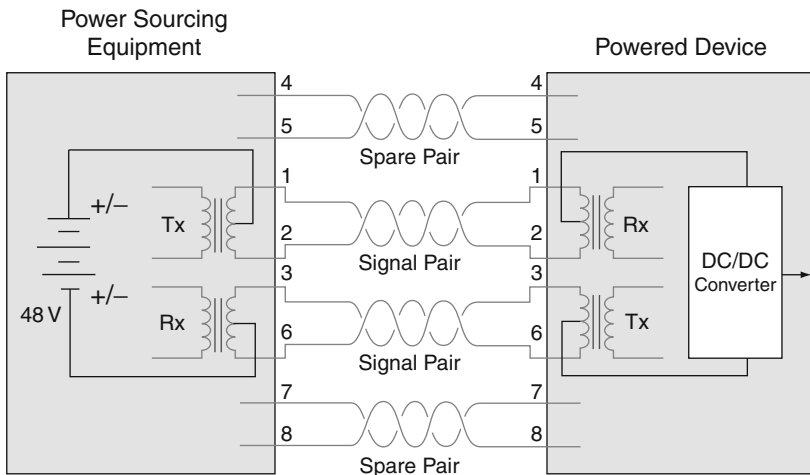 Power Sourcing
Equipment
Powered Device
4
4
5
5
Spare Pair
1
1
+/−
Tx
Rx
2
2
Signal Pair
DC/DC
Converter
3
3
+/−
48 V
Rx
Tx
6
6
Signal Pair
7
7
8
8
Spare Pair